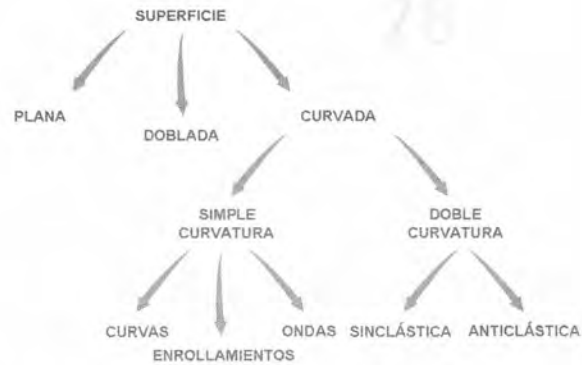 SUPERFICIE
PLANA
DOBLADA
CURVADA
SIMPLE
CURVATURA
DOBLE
CURVATURA
CURVAS
ENROLLAMIENTOS
ONDAS
SINCLÁSTICA
ANTICLÁSTICA